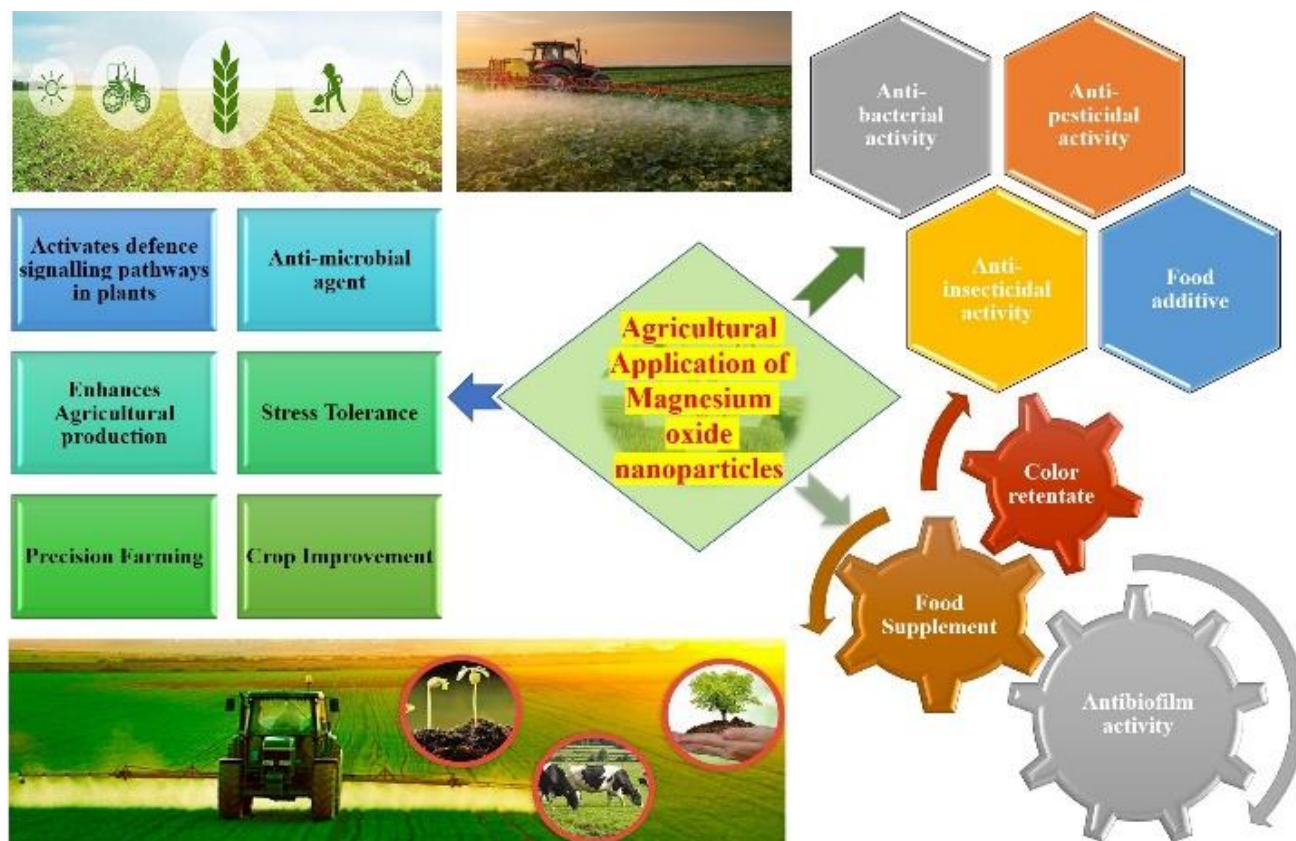 Activates defence
signalling pathways
in plants
Anti-microbial
agent
Enhances
Agricultural
production
Stress Tolerance
Precision Farming
Crop Improvement
Agricultural
Application of
Magnesium
oxide
nanoparticles
Anti-
bacterial
activity
Anti-
pesticidal
activity
Anti-
insecticidal
activity
Food
additive
Color
retentate
Food
Supplement
Antibiofilm
activity